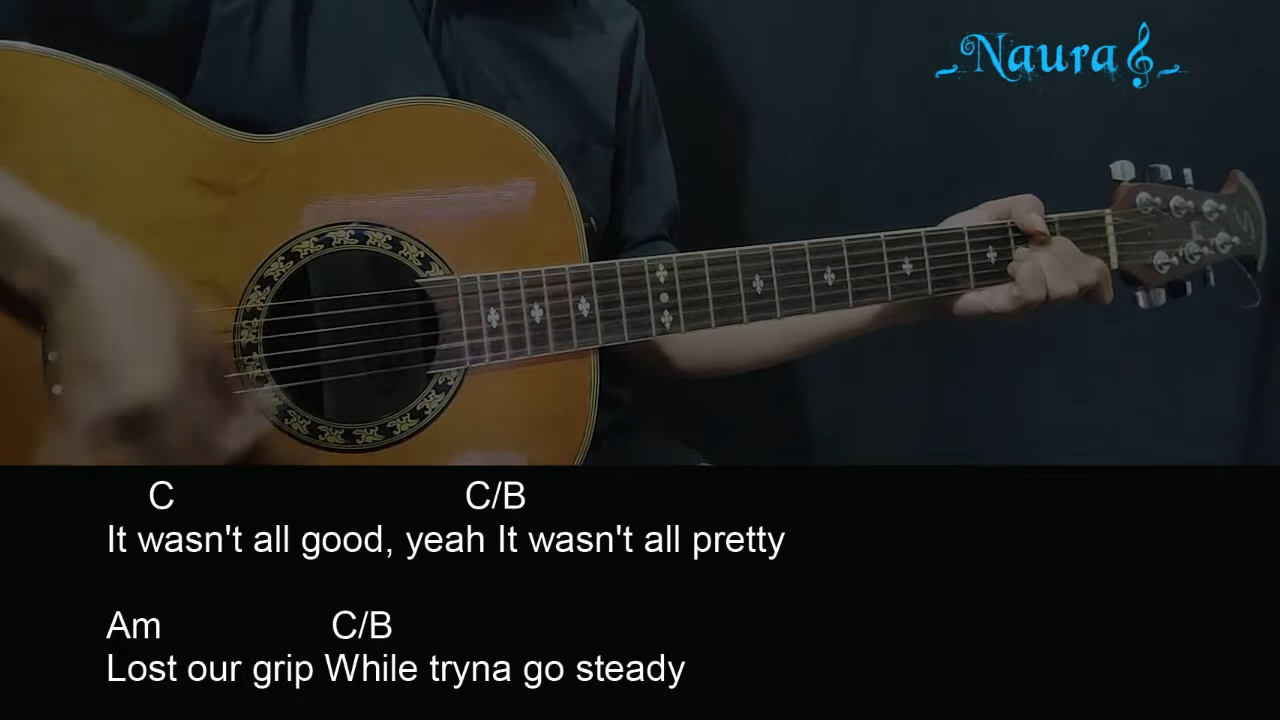 Naura
C C/B
It wasn't all good, yeah It wasn't all pretty
Am C/B
Lost our grip While tryna go steady